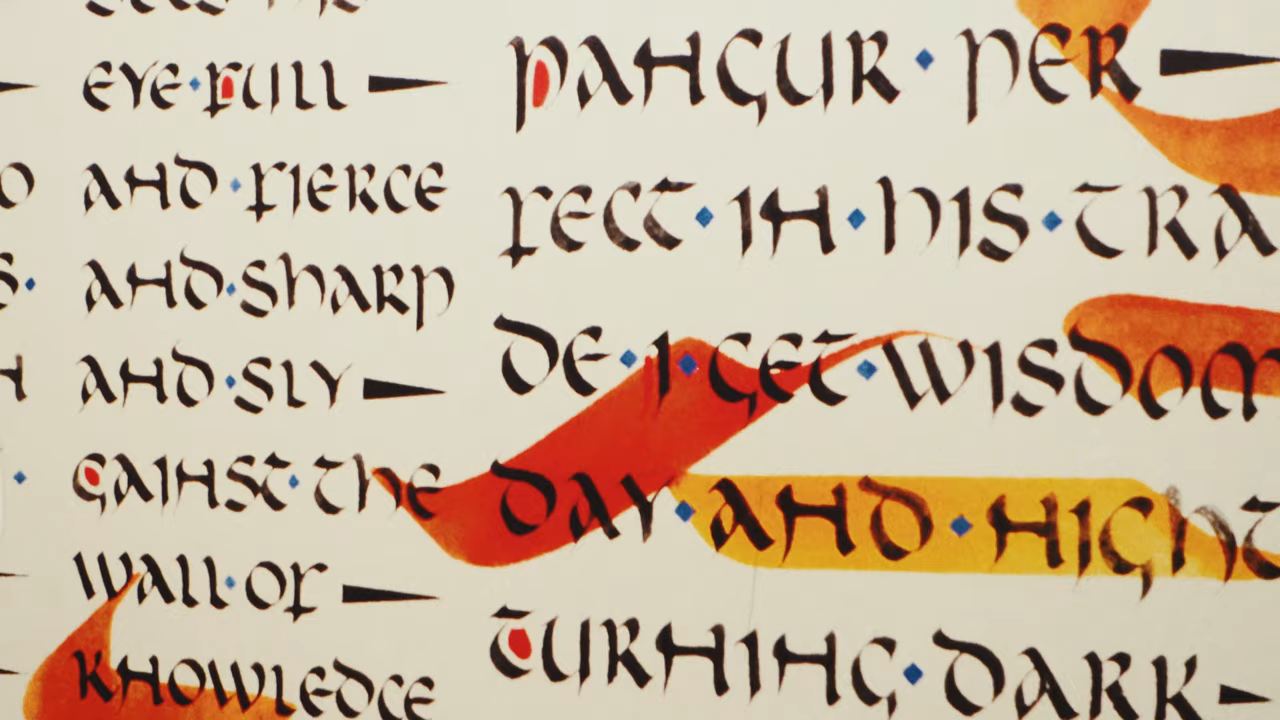 EYE·FULL
AND·FIERCE
AND·SHARP
AND·SLY
GAINST·THE
WALL·OF
KNOWLEDGE
PANGUR·PER
FECT·IN·HIS·TRA
DE·I·GET·WISDOM
DAY·AND·NIGHT
TURNING·DARK